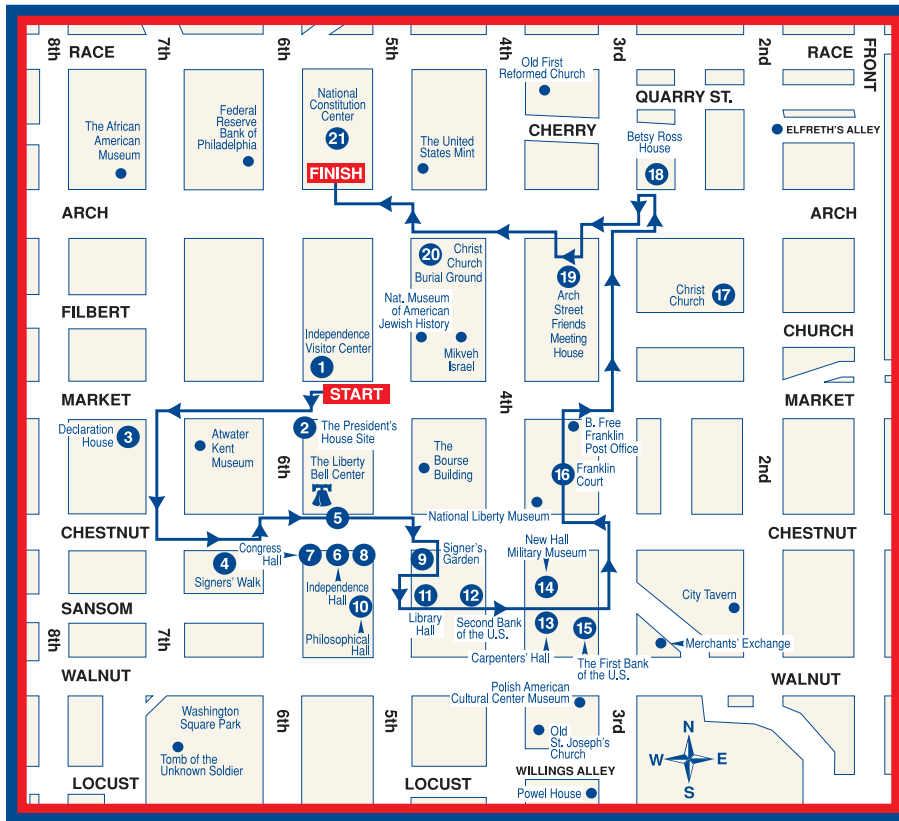 8th
7th
6th
5th
4th
3rd
2nd
FRONT
RACE
RACE
National
Constitution
Center
21
FINISH
Old First
Reformed Church
QUARRY ST.
CHERRY
The African
American
Museum
Federal
Reserve
Bank of
Philadelphia
The United
States Mint
Betsy Ross
House
18
ELFRETH'S ALLEY
ARCH
ARCH
20
Christ
Church
Burial Ground
19
Arch
Street
Friends
Meeting
House
Christ
Church
17
FILBERT
Nat. Museum
of American
Jewish History
Mikveh
Israel
CHURCH
Independence
Visitor Center
1
START
MARKET
MARKET
4th
Declaration
House
3
Atwater
Kent
Museum
2
The President's
House Site
The Liberty
Bell Center
6th
The
Bourse
Building
B. Free
Franklin
Post Office
16
Franklin
Court
2nd
National Liberty Museum
5
CHESTNUT
CHESTNUT
4
Signers' Walk
Congress
Hall
7
6
8
Independence
Hall
10
Philosophical
Hall
9
Signer's
Garden
11
Library
Hall
12
Second Bank
of the U.S.
New Hall
Military Museum
14
13
Carpenters' Hall
15
The First Bank
of the U.S.
City Tavern
Merchants' Exchange
SANSOM
8th
7th
WALNUT
WALNUT
Washington
Square Park
Tomb of the
Unknown Soldier
6th
5th
Polish American
Cultural Center Museum
3rd
Old
St. Joseph's
Church
N
W
E
S
LOCUST
LOCUST
WILLINGS ALLEY
Powel House